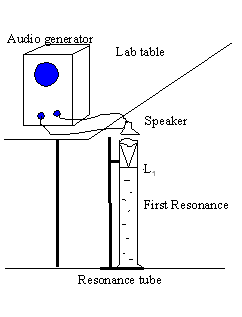 Audio generator
Lab table
Speaker
L1
First Resonance
Resonance tube